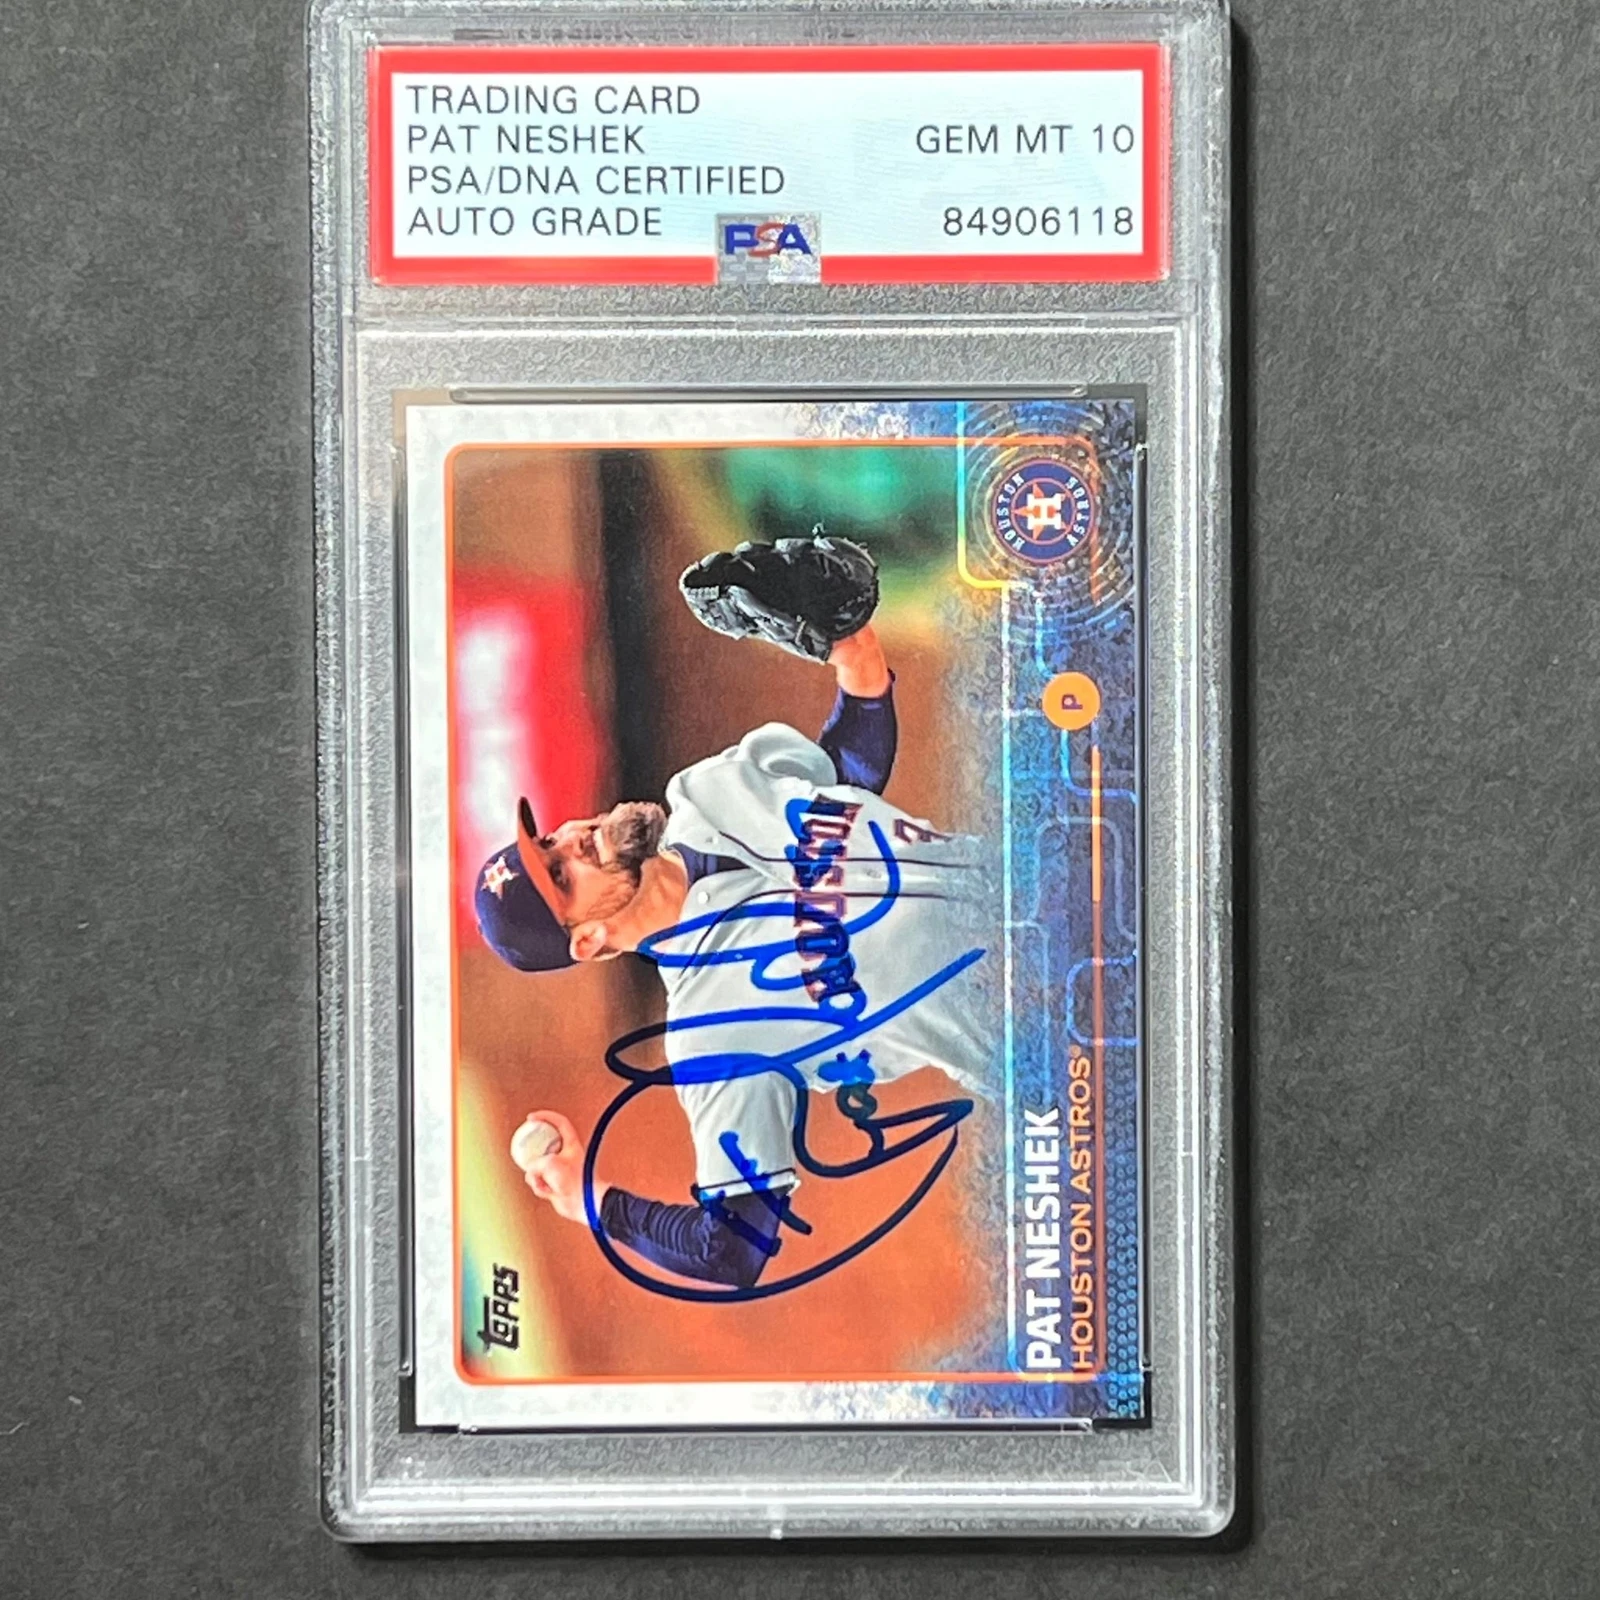 TRADING CARD
PAT NESHEK GEM MT 10
PSA/DNA CERTIFIED
AUTO GRADE 84906118
PSA
HOUSTON ASTROS
H
P
H
HOUSTON
Pat
topps
PAT NESHEK
HOUSTON ASTROS®